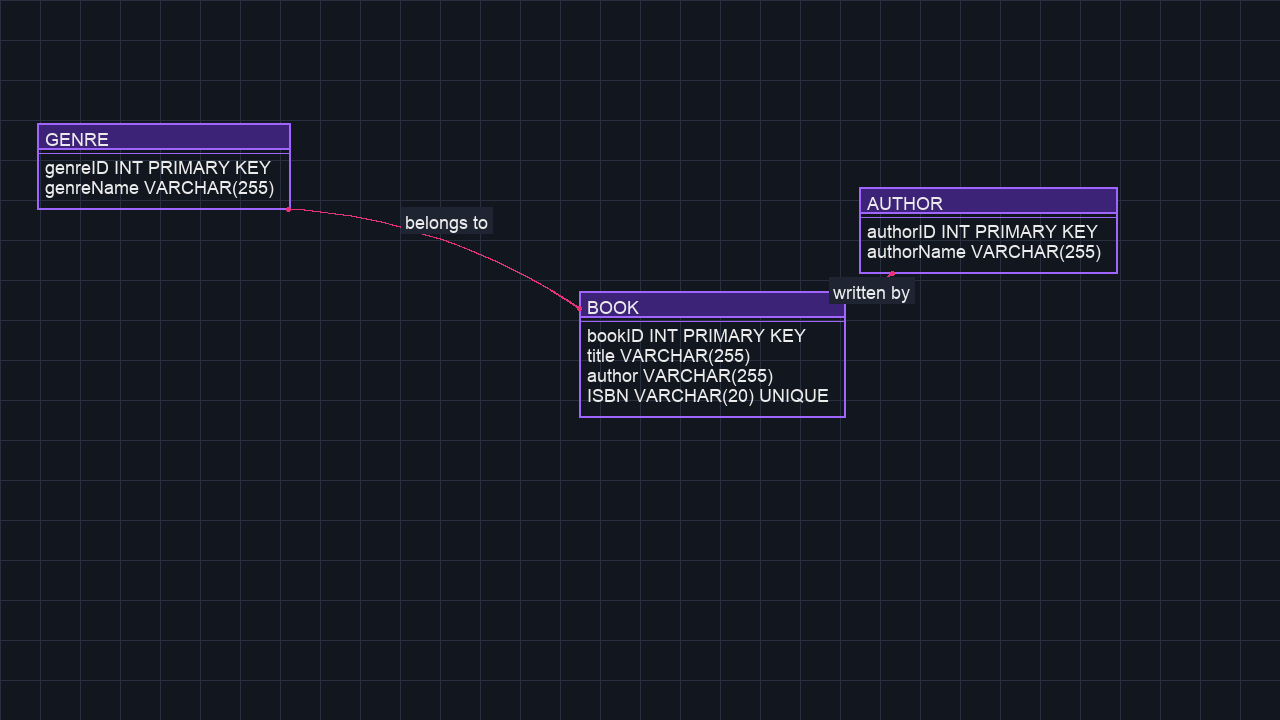 GENRE
genreID INT PRIMARY KEY
genreName VARCHAR(255)
belongs to
AUTHOR
authorID INT PRIMARY KEY
authorName VARCHAR(255)
written by
BOOK
bookID INT PRIMARY KEY
title VARCHAR(255)
author VARCHAR(255)
ISBN VARCHAR(20) UNIQUE